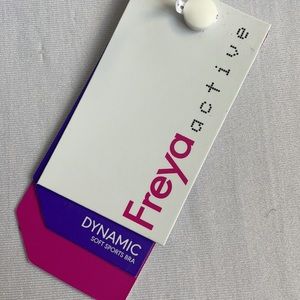 Freya active
DYNAMIC
SOFT SPORTS BRA